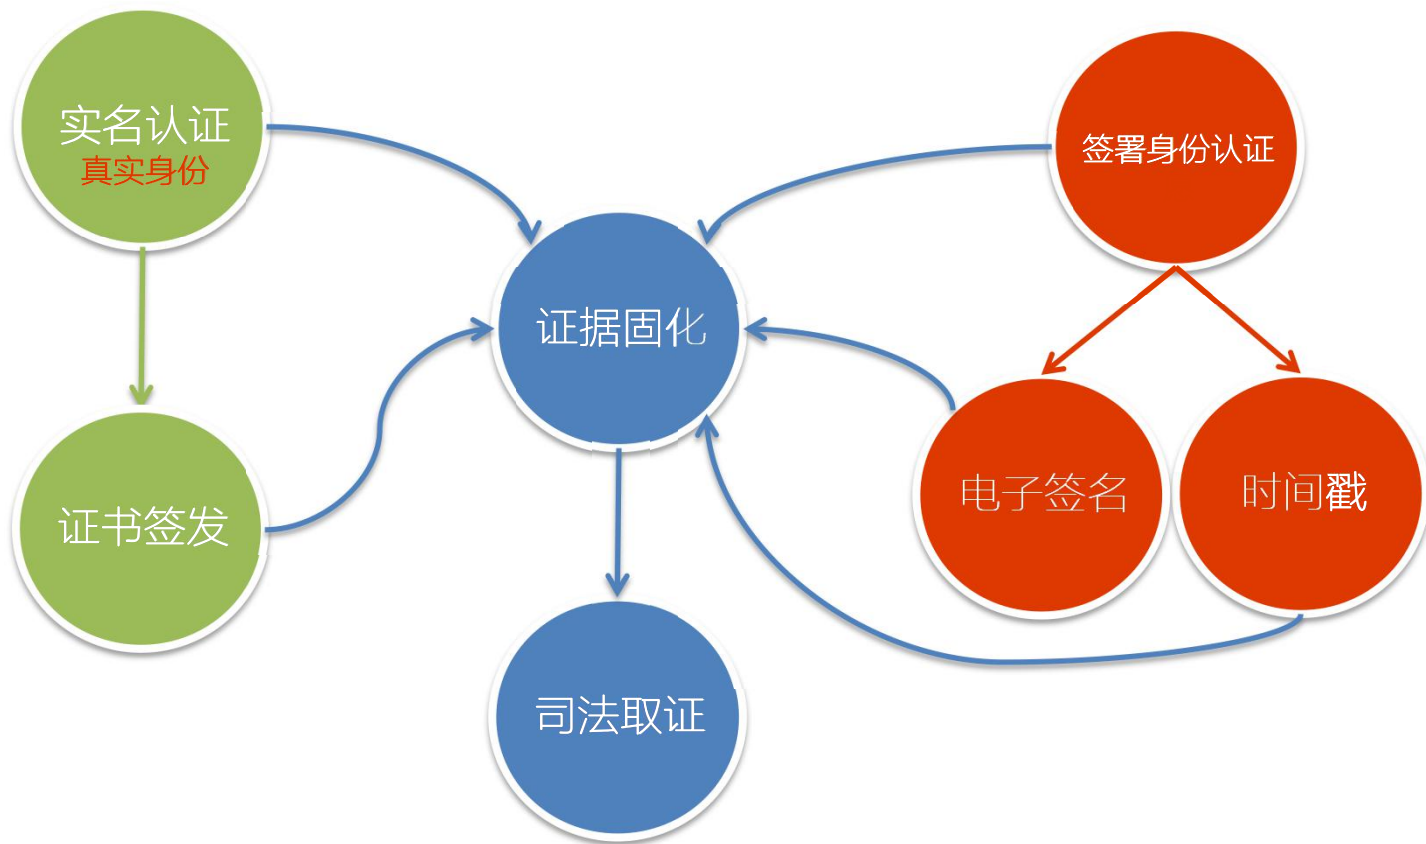 实名认证
真实身份
签署身份认证
证据固化
电子签名
时间戳
证书签发
司法取证